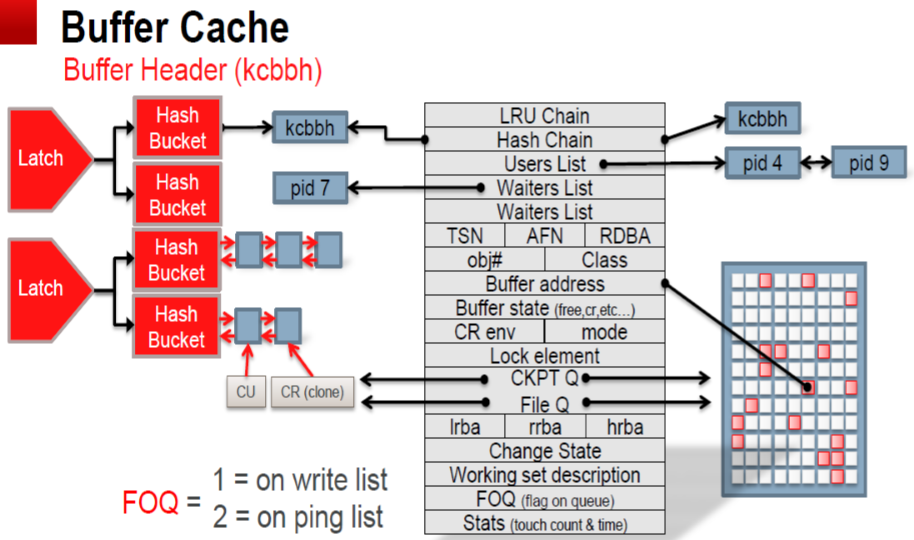 Buffer Cache
Buffer Header (kcbbh)
Latch
Hash
Bucket
Hash
Bucket
kcbbh
pid 7
Latch
Hash
Bucket
Hash
Bucket
CU
CR (clone)
FOQ =
1 = on write list
2 = on ping list
LRU Chain
Hash Chain
Users List
Waiters List
Waiters List
TSN AFN RDBA
obj# Class
Buffer address
Buffer state (free,cr,etc...)
CR env mode
Lock element
CKPT Q
File Q
lrba rrba hrba
Change State
Working set description
FOQ (flag on queue)
Stats (touch count & time)
kcbbh
pid 4
pid 9